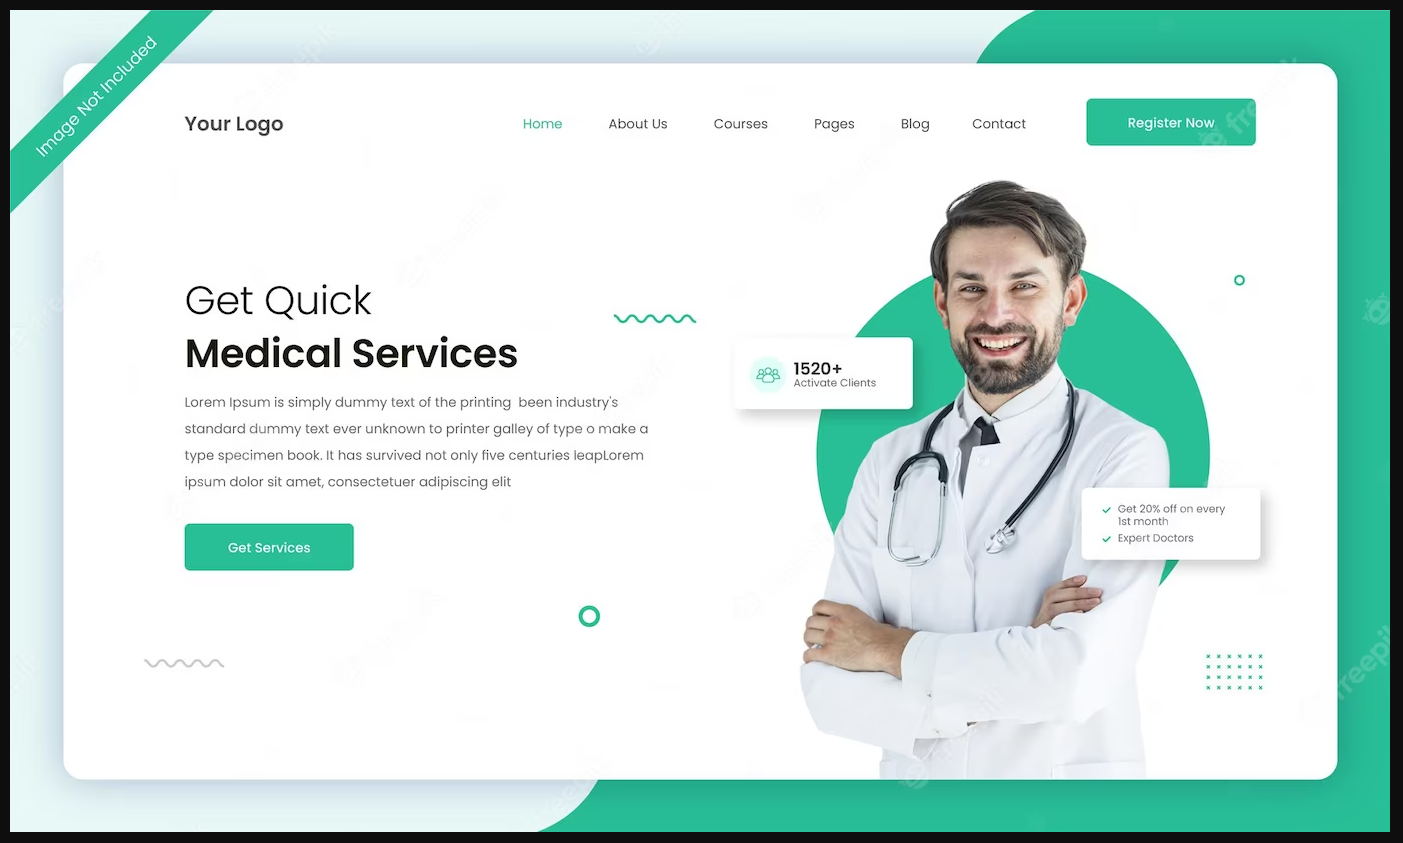 Image Not Included
Your Logo
Home About Us Courses Pages Blog Contact Register Now
Get Quick
Medical Services
Lorem Ipsum is simply dummy text of the printing been industry's
standard dummy text ever unknown to printer galley of type o make a
type specimen book. It has survived not only five centuries leapLorem
ipsum dolor sit amet, consectetuer adipiscing elit
Get Services
1520+
Activate Clients
Get 20% off on every
1st month
Expert Doctors
freepik